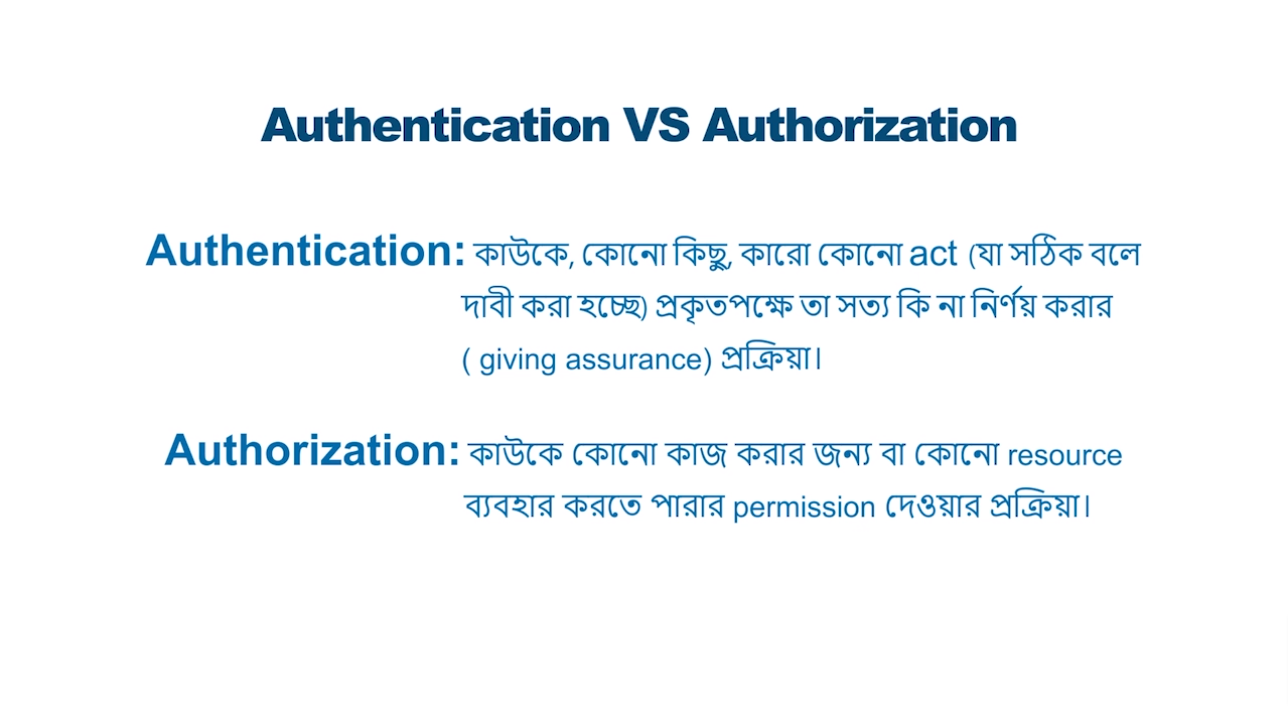 Authentication VS Authorization
Authentication: কাউকে, কোনো কিছু, কারো কোনো act (যা সঠিক বলে
দাবী করা হচ্ছে) প্রকৃতপক্ষে তা সত্য কি না নির্ণয় করার
( giving assurance) প্রক্রিয়া।
Authorization: কাউকে কোনো কাজ করার জন্য বা কোনো resource
ব্যবহার করতে পারার permission দেওয়ার প্রক্রিয়া।